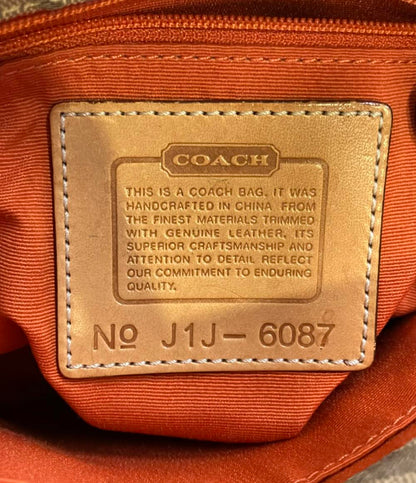 COACH
THIS IS A COACH BAG. IT WAS
HANDCRAFTED IN CHINA FROM
THE FINEST MATERIALS TRIMMED
WITH GENUINE LEATHER. ITS
SUPERIOR CRAFTSMANSHIP AND
ATTENTION TO DETAIL REFLECT
OUR COMMITMENT TO ENDURING
QUALITY.
No J1J-6087